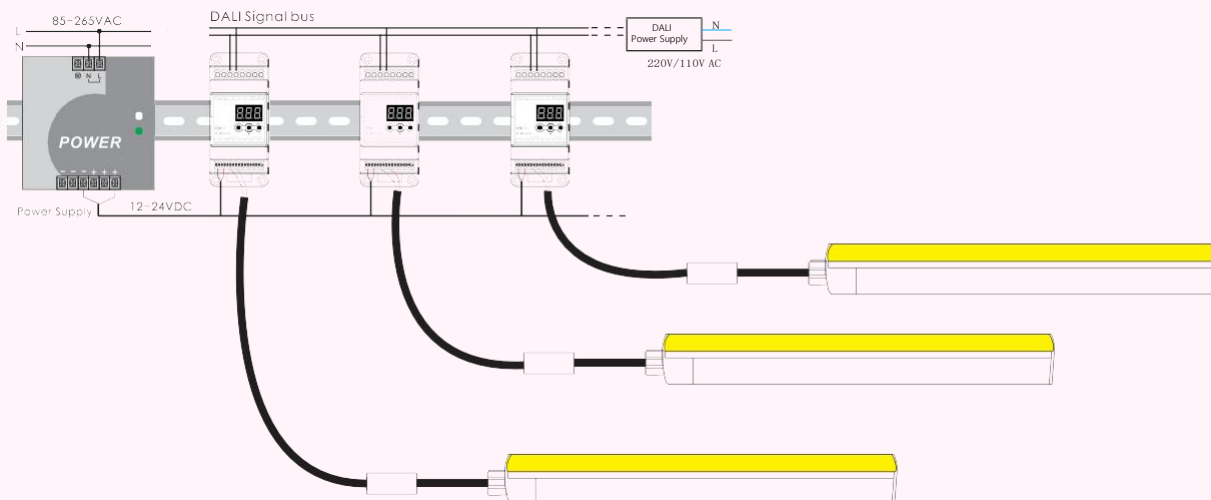 85-265VAC
L
N
DALI Signal bus
DALI
Power Supply
N
L
220V/110V AC
N L
888
888
888
POWER
- - - + + +
Power Supply
12-24VDC